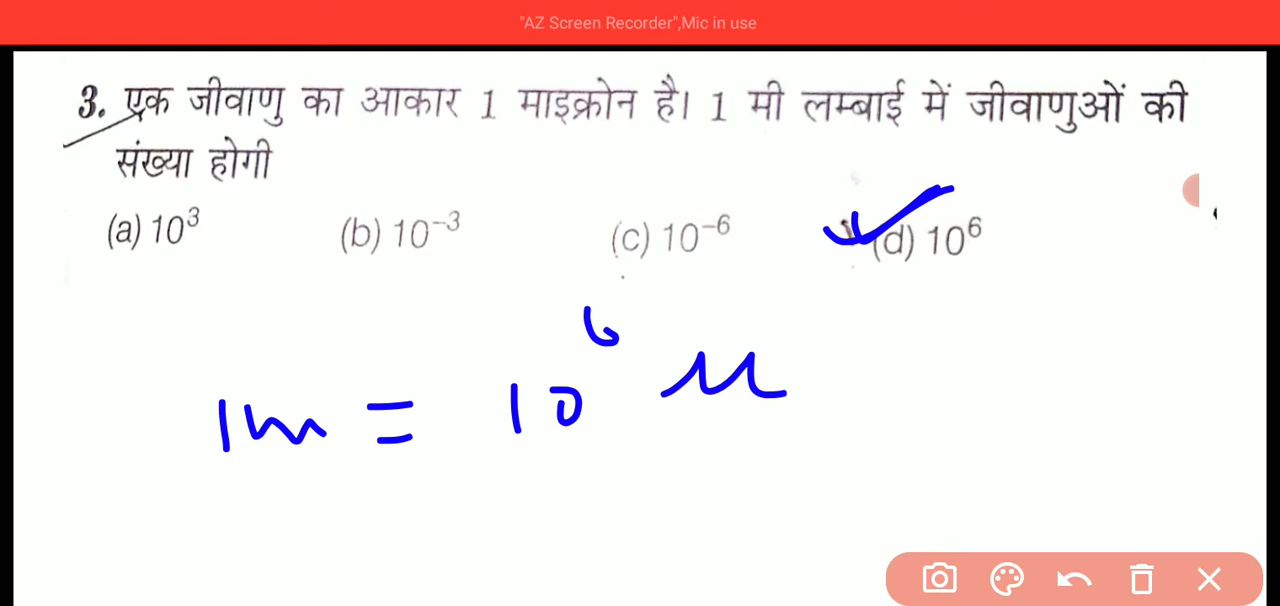 "AZ Screen Recorder",Mic in use
3. एक जीवाणु का आकार 1 माइक्रोन है। 1 मी लम्बाई में जीवाणुओं की
संख्या होगी
(a) 10³ (b) 10⁻³ (c) 10⁻⁶ (d) 10⁶
1m = 10⁶ μ